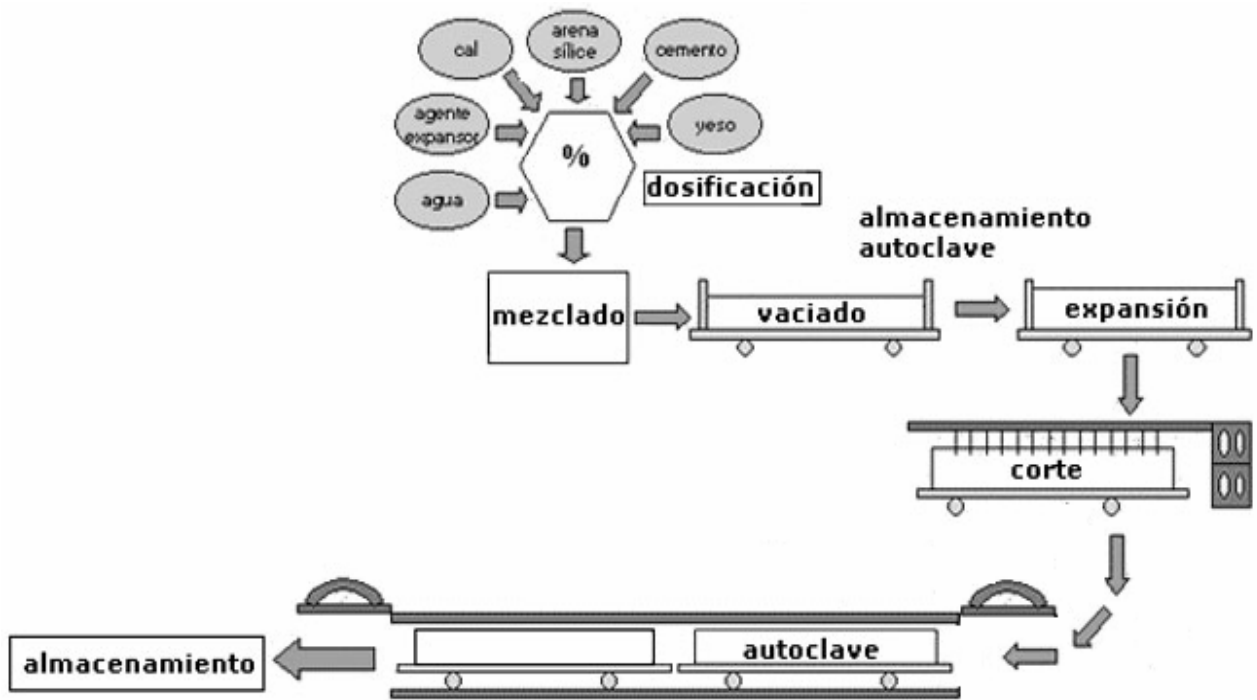 cal
arena
sílice
cemento
agente
expansor
yeso
agua
%
dosificación
almacenamiento
autoclave
mezclado
vaciado
expansión
corte
autoclave
almacenamiento